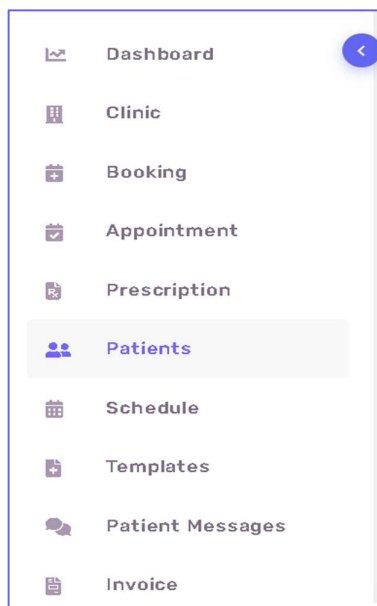 Dashboard
Clinic
Booking
Appointment
Prescription
Patients
Schedule
Templates
Patient Messages
Invoice